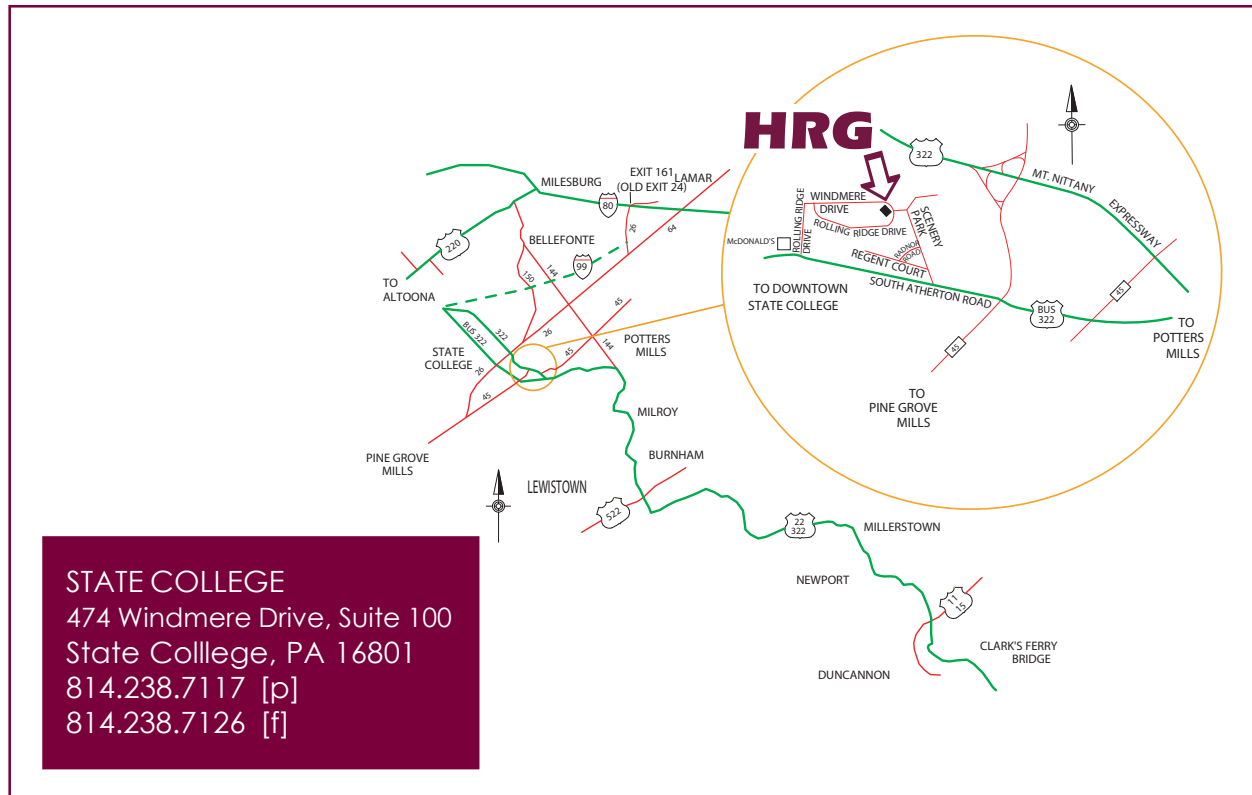 HRG
322
MT. NITTANY
EXPRESSWAY
WINDMERE
DRIVE
ROLLING RIDGE
DRIVE
ROLLING RIDGE DRIVE
SCENERY
PARK
RADNOR
ROAD
REGENT COURT
McDONALD'S
SOUTH ATHERTON ROAD
TO DOWNTOWN
STATE COLLEGE
BUS
322
45
45
TO
POTTERS
MILLS
TO
PINE GROVE
MILLS
EXIT 161
(OLD EXIT 24)
LAMAR
MILESBURG
80
26
64
220
BELLEFONTE
99
TO
ALTOONA
150
144
45
322
BUS 322
26
144
45
POTTERS
MILLS
STATE
COLLEGE
26
45
MILROY
PINE GROVE
MILLS
BURNHAM
LEWISTOWN
522
22
322
MILLERSTOWN
NEWPORT
11
15
CLARK'S FERRY
BRIDGE
DUNCANNON
STATE COLLEGE
474 Windmere Drive, Suite 100
State Colllege, PA 16801
814.238.7117 [p]
814.238.7126 [f]